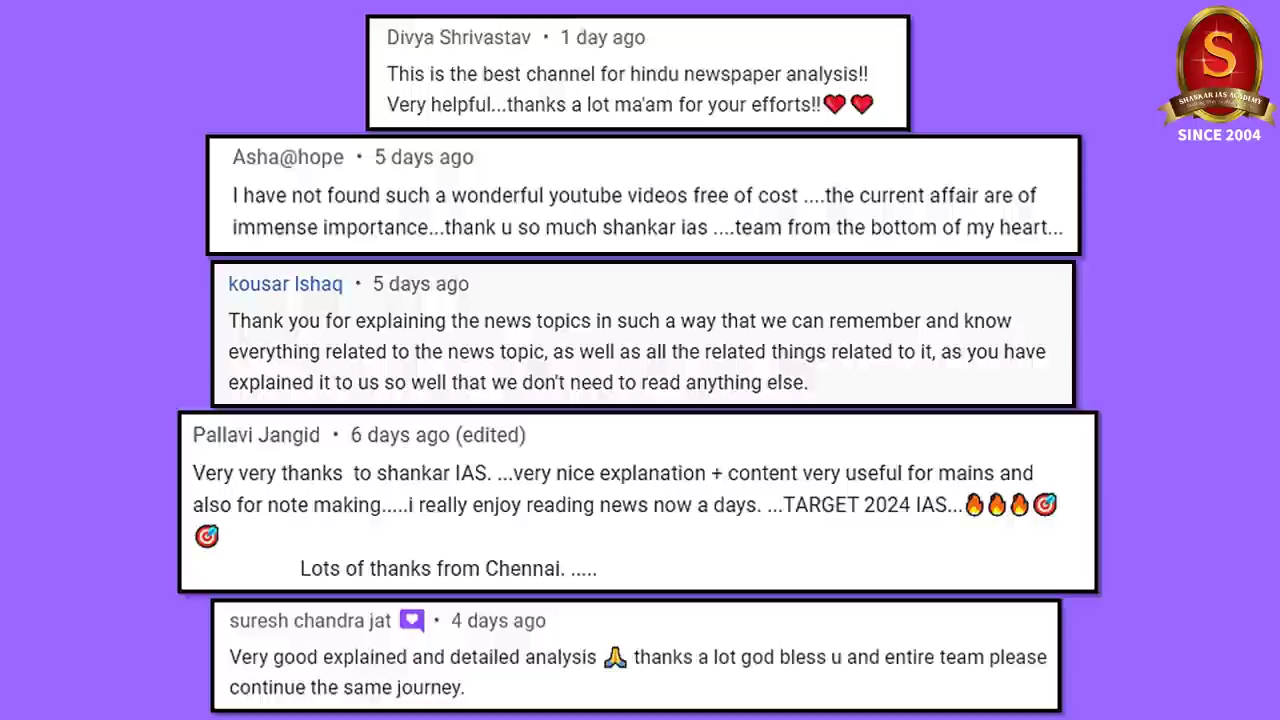 Divya Shrivastav • 1 day ago
This is the best channel for hindu newspaper analysis!!
Very helpful...thanks a lot ma'am for your efforts!!❤️❤️
Asha@hope • 5 days ago
I have not found such a wonderful youtube videos free of cost ....the current affair are of
immense importance...thank u so much shankar ias ....team from the bottom of my heart...
kousar Ishaq • 5 days ago
Thank you for explaining the news topics in such a way that we can remember and know
everything related to the news topic, as well as all the related things related to it, as you have
explained it to us so well that we don't need to read anything else.
Pallavi Jangid • 6 days ago (edited)
Very very thanks to shankar IAS. ...very nice explanation + content very useful for mains and
also for note making.....i really enjoy reading news now a days. ...TARGET 2024 IAS...🔥🔥🔥🎯
🎯
Lots of thanks from Chennai. .....
suresh chandra jat • 4 days ago
Very good explained and detailed analysis 🙏 thanks a lot god bless u and entire team please
continue the same journey.
S
SHANKAR IAS ACADEMY
SINCE 2004